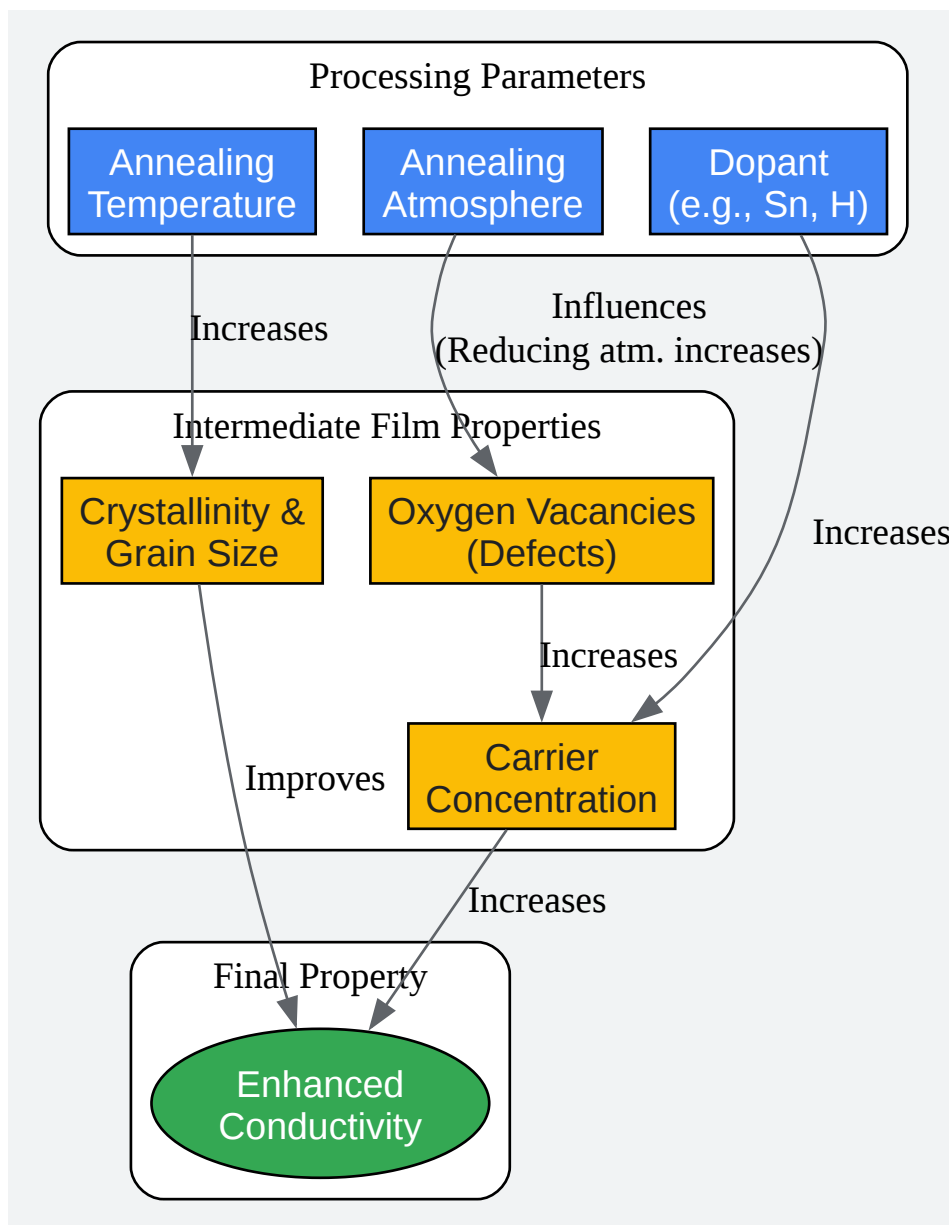 Processing Parameters
Annealing
Temperature
Annealing
Atmosphere
Dopant
(e.g., Sn, H)
Increases
Influences
(Reducing atm. increases)
Intermediate Film Properties
Crystallinity &
Grain Size
Oxygen Vacancies
(Defects)
Increases
Increases
Carrier
Concentration
Improves
Increases
Final Property
Enhanced
Conductivity